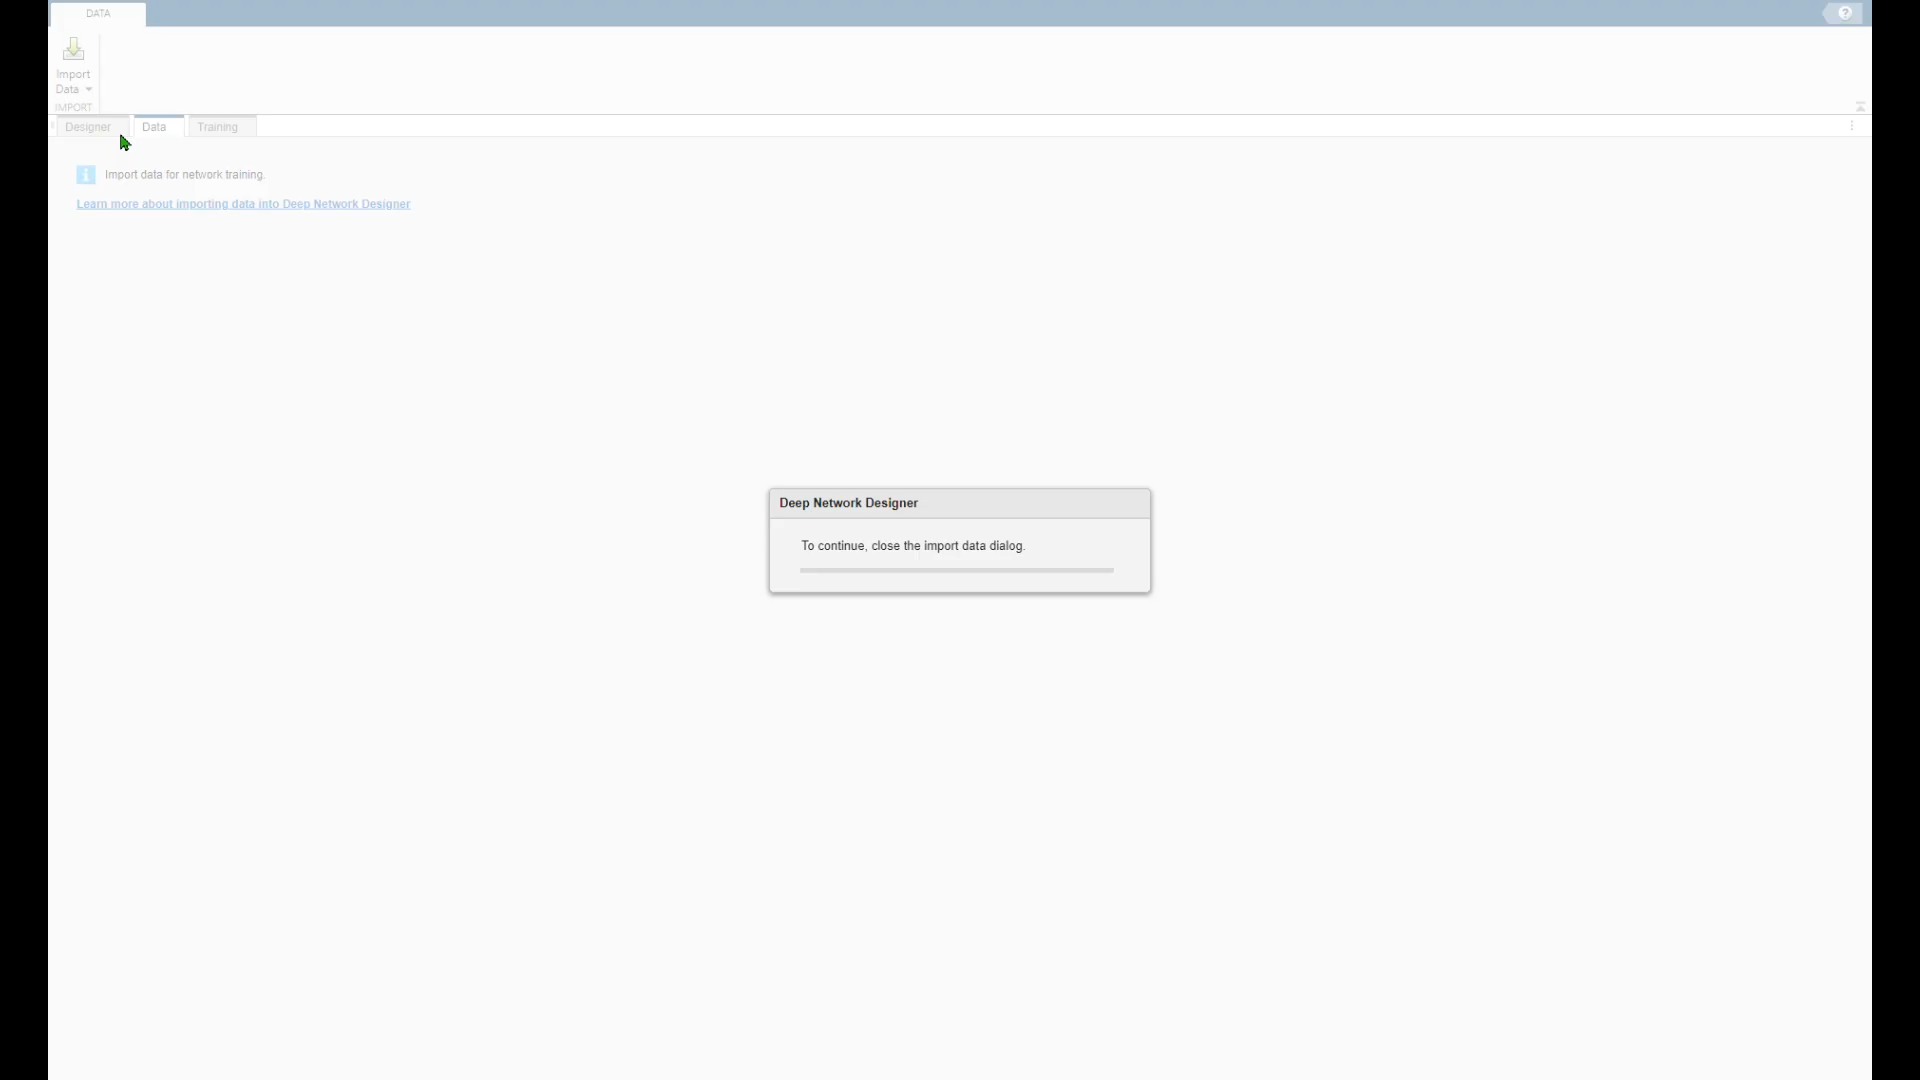 DATA
?
Import
Data
IMPORT
Designer
Data
Training
i
Import data for network training.
Learn more about importing data into Deep Network Designer
Deep Network Designer
To continue, close the import data dialog.